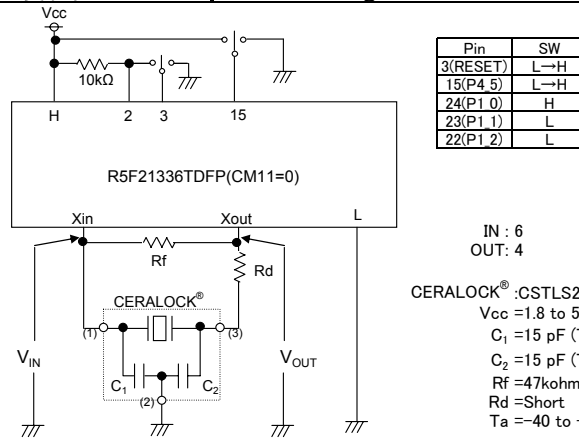 Vcc
10kΩ
H 2 3 15
R5F21336TDFP(CM11=0)
Xin Xout L
Rf
Rd
CERALOCK®
(1) (3)
VIN C1 C2 VOUT
(2)
Pin SW
3(RESET) L→H
15(P4_5) L→H
24(P1_0) H
23(P1_1) L
22(P1_2) L
IN : 6
OUT: 4
CERALOCK® :CSTLS2
Vcc =1.8 to 5
C1 =15 pF (
C2 =15 pF (
Rf =47kohm
Rd =Short
Ta =-40 to